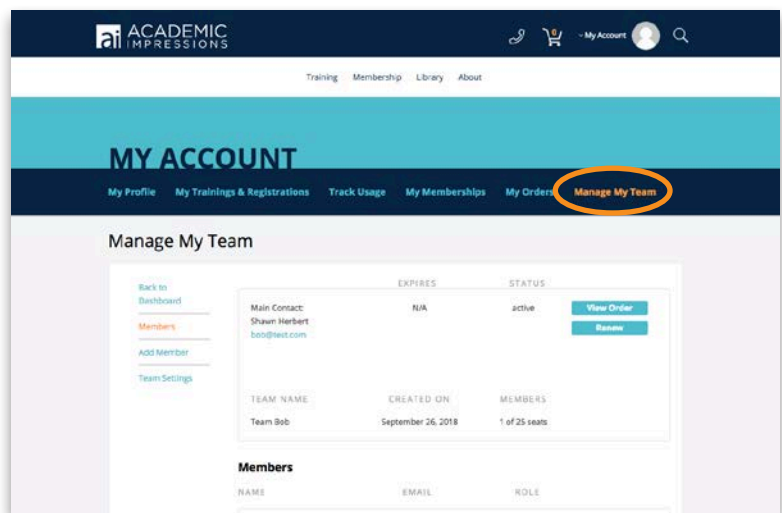 ai ACADEMIC
IMPRESSIONS
0
My Account
Training Membership Library About
MY ACCOUNT
My Profile My Trainings & Registrations Track Usage My Memberships My Orders Manage My Team
Manage My Team
Back to
Dashboard
Members
Add Member
Team Settings
EXPIRES STATUS
Main Contact: N/A active View Order
Shawn Herbert Renew
bob@test.com
TEAM NAME CREATED ON MEMBERS
Team Bob September 26, 2018 1 of 25 seats
Members
NAME EMAIL ROLE